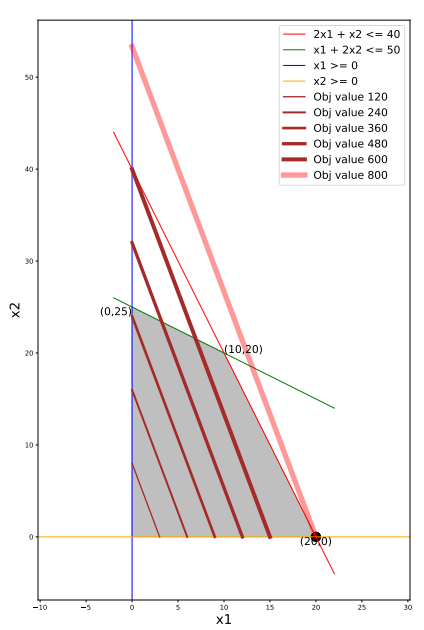 2x1 + x2 <= 40
x1 + 2x2 <= 50
x1 >= 0
x2 >= 0
Obj value 120
Obj value 240
Obj value 360
Obj value 480
Obj value 600
Obj value 800
50
40
30
(0,25)
(10,20)
20
10
0
(20,0)
−10
−5
0
5
10
15
20
25
30
x1
x2